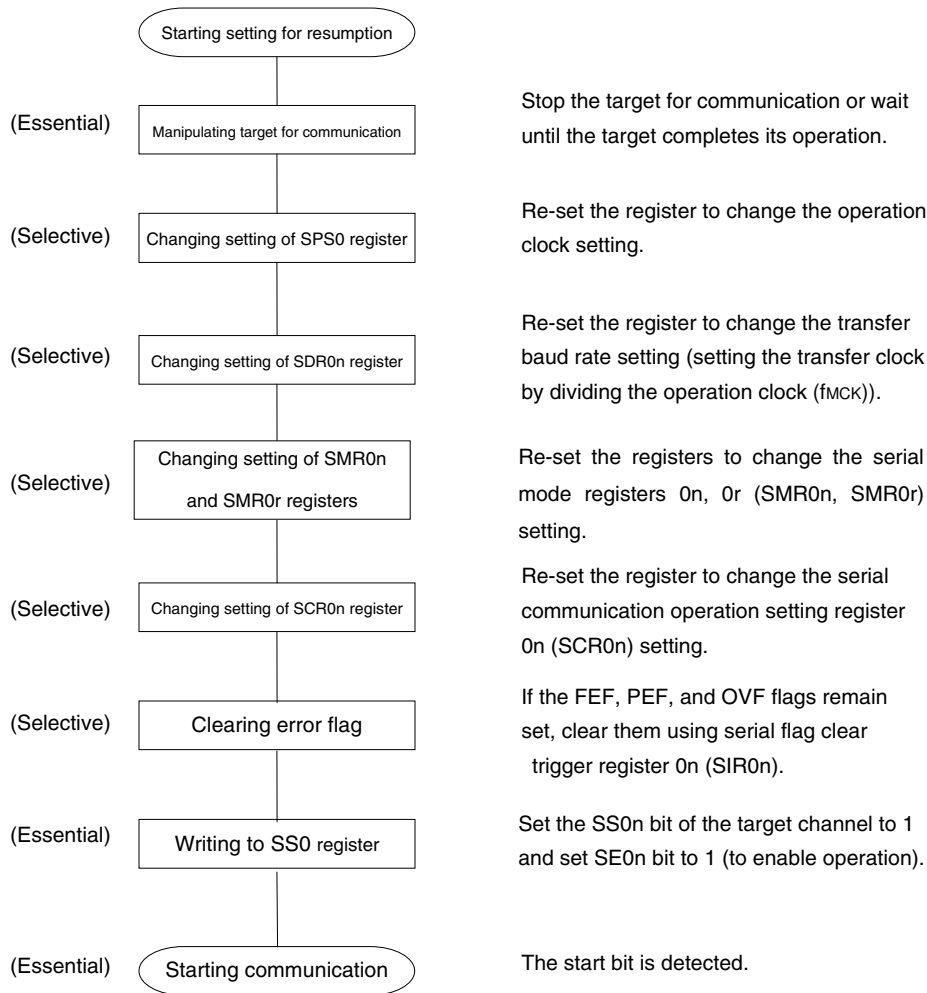 Starting setting for resumption
(Essential)
Manipulating target for communication
Stop the target for communication or wait
until the target completes its operation.
(Selective)
Changing setting of SPS0 register
Re-set the register to change the operation
clock setting.
(Selective)
Changing setting of SDR0n register
Re-set the register to change the transfer
baud rate setting (setting the transfer clock
by dividing the operation clock (fMCK)).
(Selective)
Changing setting of SMR0n
and SMR0r registers
Re-set the registers to change the serial
mode registers 0n, 0r (SMR0n, SMR0r)
setting.
(Selective)
Changing setting of SCR0n register
Re-set the register to change the serial
communication operation setting register
0n (SCR0n) setting.
(Selective)
Clearing error flag
If the FEF, PEF, and OVF flags remain
set, clear them using serial flag clear
trigger register 0n (SIR0n).
(Essential)
Writing to SS0 register
Set the SS0n bit of the target channel to 1
and set SE0n bit to 1 (to enable operation).
(Essential)
Starting communication
The start bit is detected.